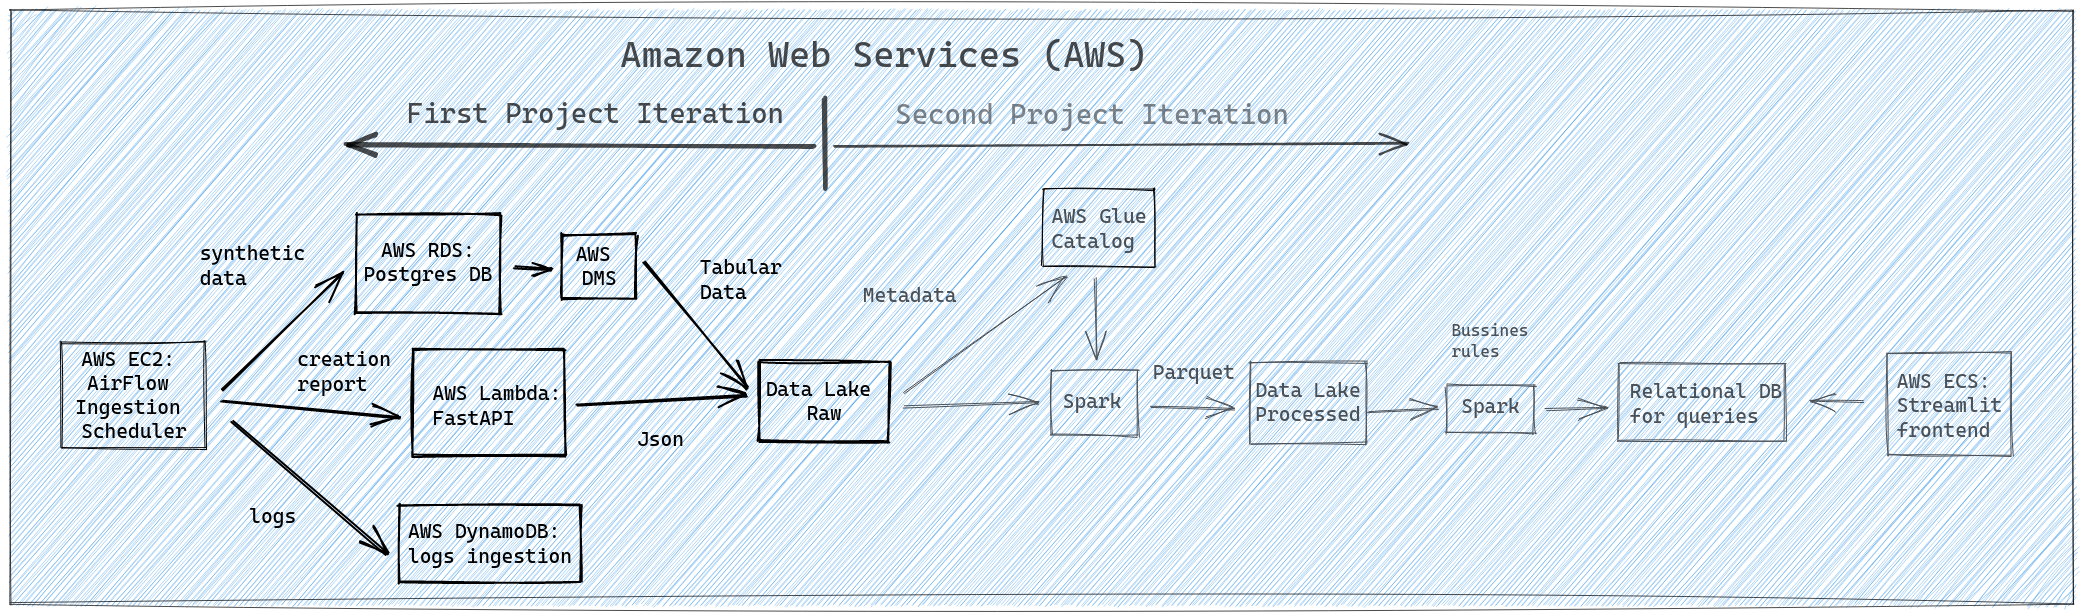 Amazon Web Services (AWS)
First Project Iteration
Second Project Iteration
synthetic
data
AWS RDS:
Postgres DB
AWS
DMS
Tabular
Data
AWS Glue
Catalog
Metadata
AWS EC2:
AirFlow
Ingestion
Scheduler
creation
report
AWS Lambda:
FastAPI
Json
Data Lake
Raw
Spark
Parquet
Data Lake
Processed
Bussines
rules
Spark
Relational DB
for queries
AWS ECS:
Streamlit
frontend
logs
AWS DynamoDB:
logs ingestion